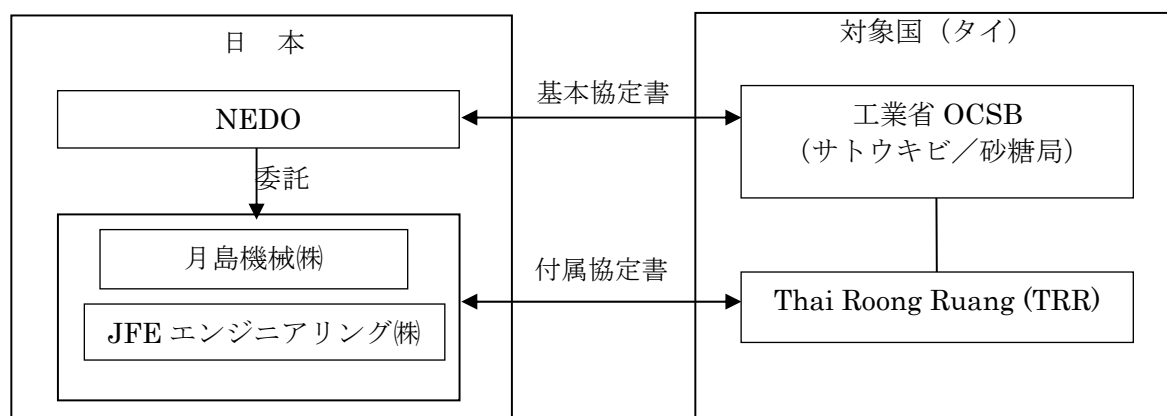 日　本
対象国（タイ）
NEDO
基本協定書
工業省 OCSB
（サトウキビ／砂糖局）
委託
月島機械㈱
付属協定書
Thai Roong Ruang (TRR)
JFE エンジニアリング㈱